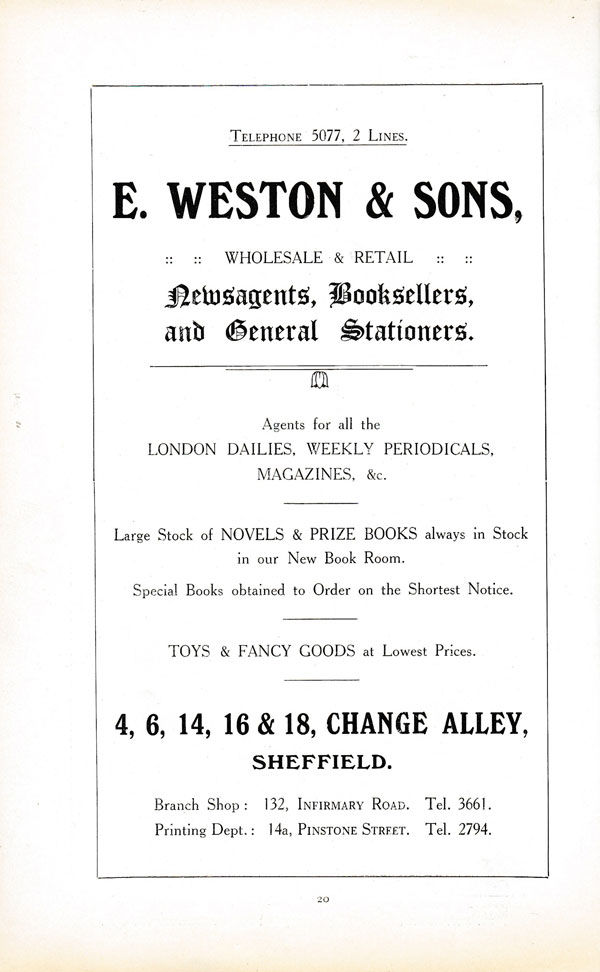 TELEPHONE 5077, 2 LINES.
E. WESTON & SONS,
:: :: WHOLESALE & RETAIL :: ::
Newsagents, Booksellers,
and General Stationers.
Agents for all the
LONDON DAILIES, WEEKLY PERIODICALS,
MAGAZINES, &c.
Large Stock of NOVELS & PRIZE BOOKS always in Stock
in our New Book Room.
Special Books obtained to Order on the Shortest Notice.
TOYS & FANCY GOODS at Lowest Prices.
4, 6, 14, 16 & 18, CHANGE ALLEY,
SHEFFIELD.
Branch Shop : 132, INFIRMARY ROAD. Tel. 3661.
Printing Dept. : 14a, PINSTONE STREET. Tel. 2794.
20